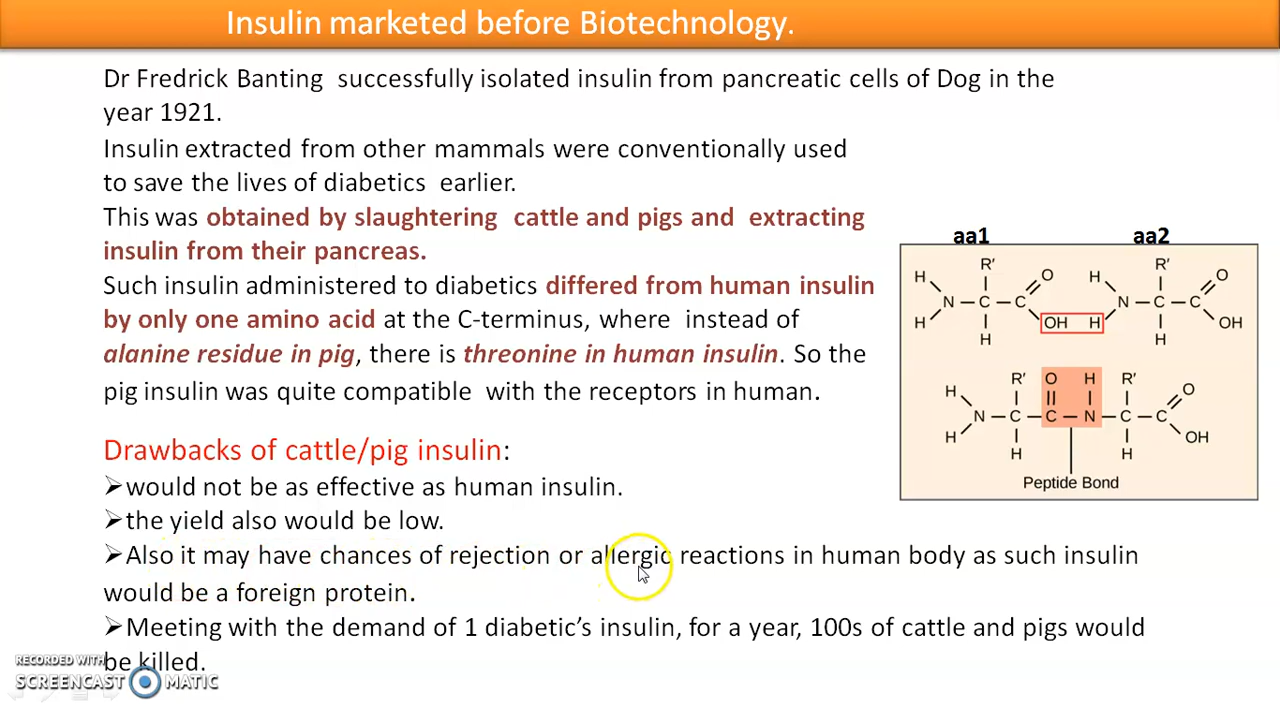 Insulin marketed before Biotechnology.
Dr Fredrick Banting successfully isolated insulin from pancreatic cells of Dog in the
year 1921.
Insulin extracted from other mammals were conventionally used
to save the lives of diabetics earlier.
This was obtained by slaughtering cattle and pigs and extracting
insulin from their pancreas.
Such insulin administered to diabetics differed from human insulin
by only one amino acid at the C-terminus, where instead of
alanine residue in pig, there is threonine in human insulin. So the
pig insulin was quite compatible with the receptors in human.
Drawbacks of cattle/pig insulin:
➢would not be as effective as human insulin.
➢the yield also would be low.
➢Also it may have chances of rejection or allergic reactions in human body as such insulin
would be a foreign protein.
➢Meeting with the demand of 1 diabetic’s insulin, for a year, 100s of cattle and pigs would
be killed.
aa1 aa2
R' R'
H O H O
N — C — C N — C — C
H OH H OH
H H
R' O H R' O
H
N — C — C — N — C — C
H OH
H H
Peptide Bond
RECORDED WITH
SCREENCAST MATIC